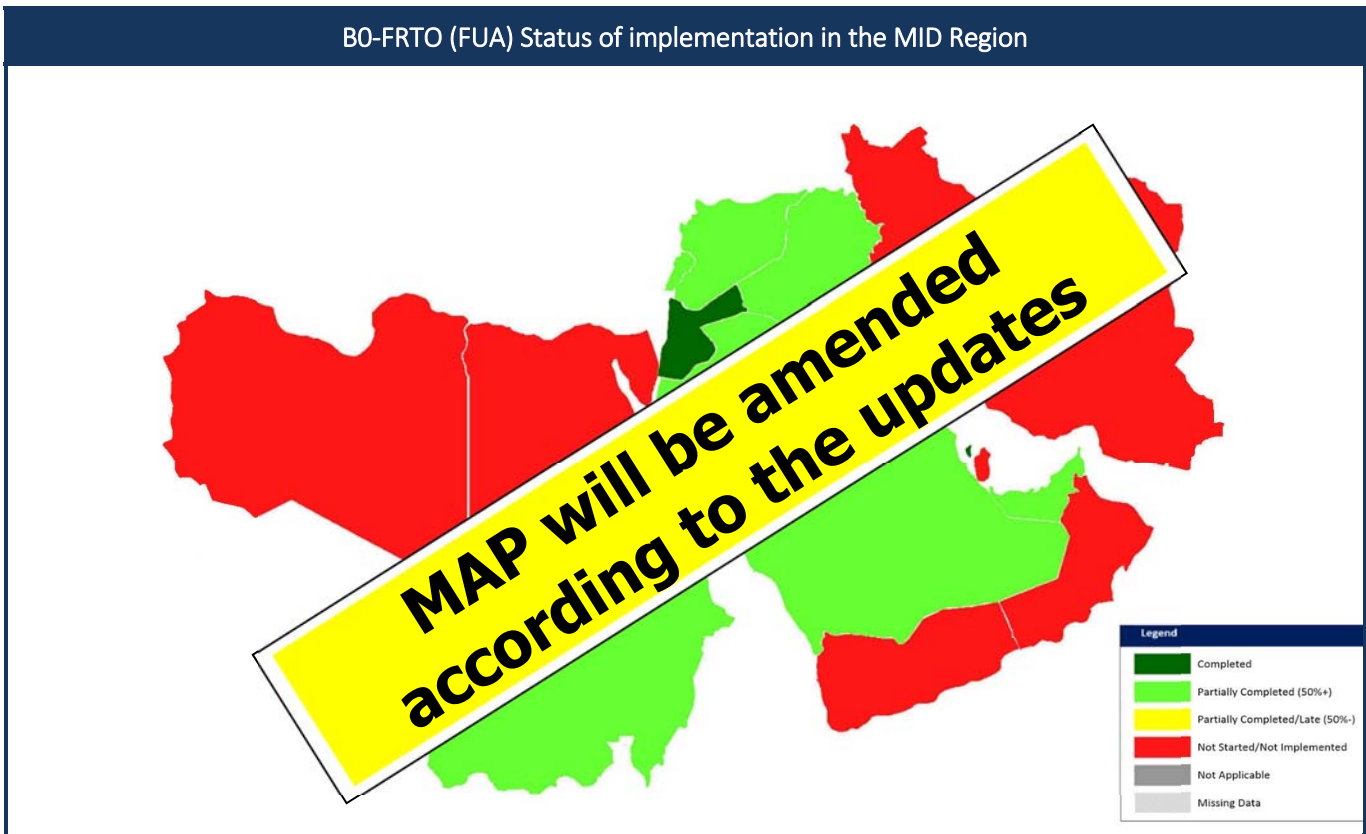 B0-FRTO (FUA) Status of implementation in the MID Region
MAP will be amended
according to the updates
Legend
Completed
Partially Completed (50%+)
Partially Completed/Late (50%-)
Not Started/Not Implemented
Not Applicable
Missing Data